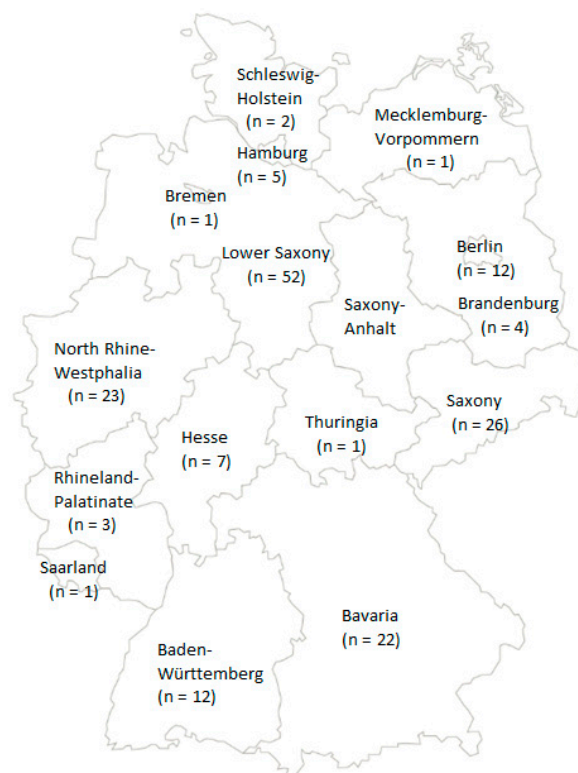 Schleswig-
Holstein
(n = 2)
Mecklemburg-
Vorpommern
(n = 1)
Hamburg
(n = 5)
Bremen
(n = 1)
Lower Saxony
(n = 52)
Berlin
(n = 12)
Saxony-
Anhalt
Brandenburg
(n = 4)
North Rhine-
Westphalia
(n = 23)
Saxony
(n = 26)
Thuringia
(n = 1)
Hesse
(n = 7)
Rhineland-
Palatinate
(n = 3)
Saarland
(n = 1)
Bavaria
(n = 22)
Baden-
Württemberg
(n = 12)